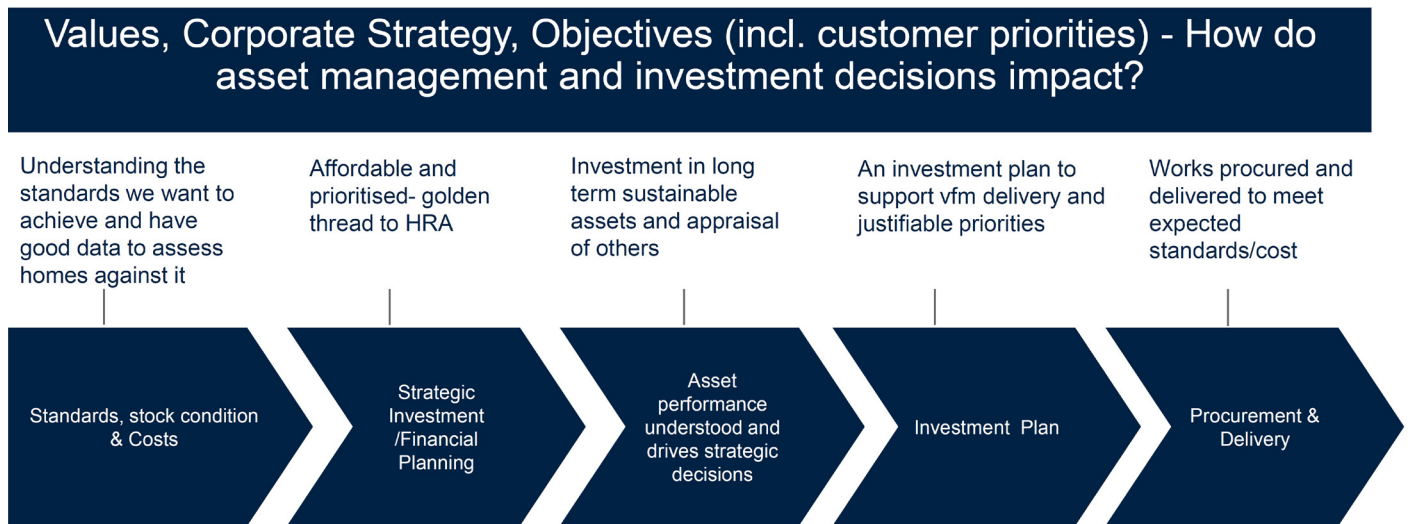 Values, Corporate Strategy, Objectives (incl. customer priorities) - How do
asset management and investment decisions impact?
Understanding the
standards we want to
achieve and have
good data to assess
homes against it
Affordable and
prioritised- golden
thread to HRA
Investment in long
term sustainable
assets and appraisal
of others
An investment plan to
support vfm delivery and
justifiable priorities
Works procured and
delivered to meet
expected
standards/cost
Standards, stock condition
& Costs
Strategic
Investment
/Financial
Planning
Asset
performance
understood and
drives strategic
decisions
Investment Plan
Procurement &
Delivery